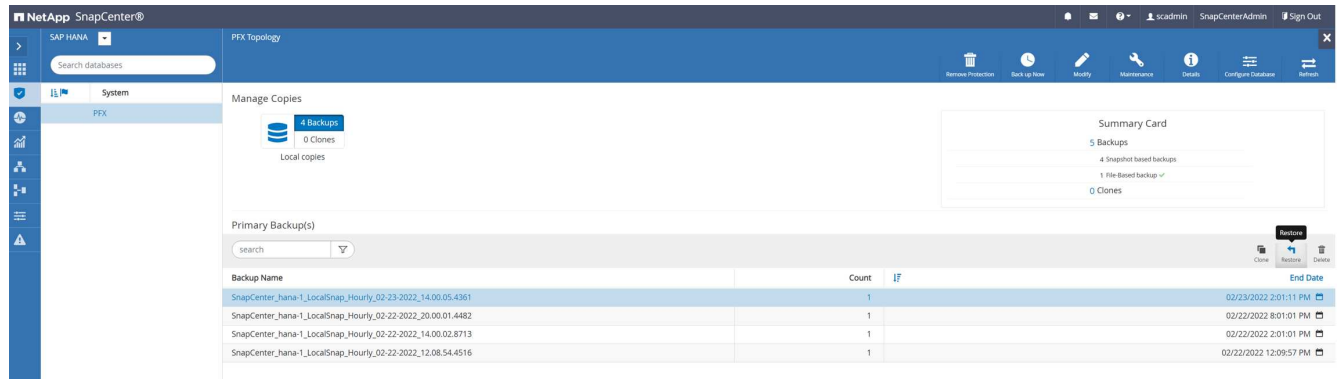 NetApp SnapCenter®
scadmin SnapCenterAdmin Sign Out
SAP HANA
PFX Topology
Search databases
Remove Protection Back up Now Modify Maintenance Details Configure Database Refresh
System
PFX
Manage Copies
4 Backups
0 Clones
Local copies
Summary Card
5 Backups
4 Snapshot based backups
1 File-Based backup
0 Clones
Primary Backup(s)
Restore
search
Clone Restore Delete
Backup Name Count End Date
SnapCenter_hana-1_LocalSnap_Hourly_02-23-2022_14.00.05.4361 1 02/23/2022 2:01:11 PM
SnapCenter_hana-1_LocalSnap_Hourly_02-22-2022_20.00.01.4482 1 02/22/2022 8:01:01 PM
SnapCenter_hana-1_LocalSnap_Hourly_02-22-2022_14.00.02.8713 1 02/22/2022 2:01:01 PM
SnapCenter_hana-1_LocalSnap_Hourly_02-22-2022_12.08.54.4516 1 02/22/2022 12:09:57 PM